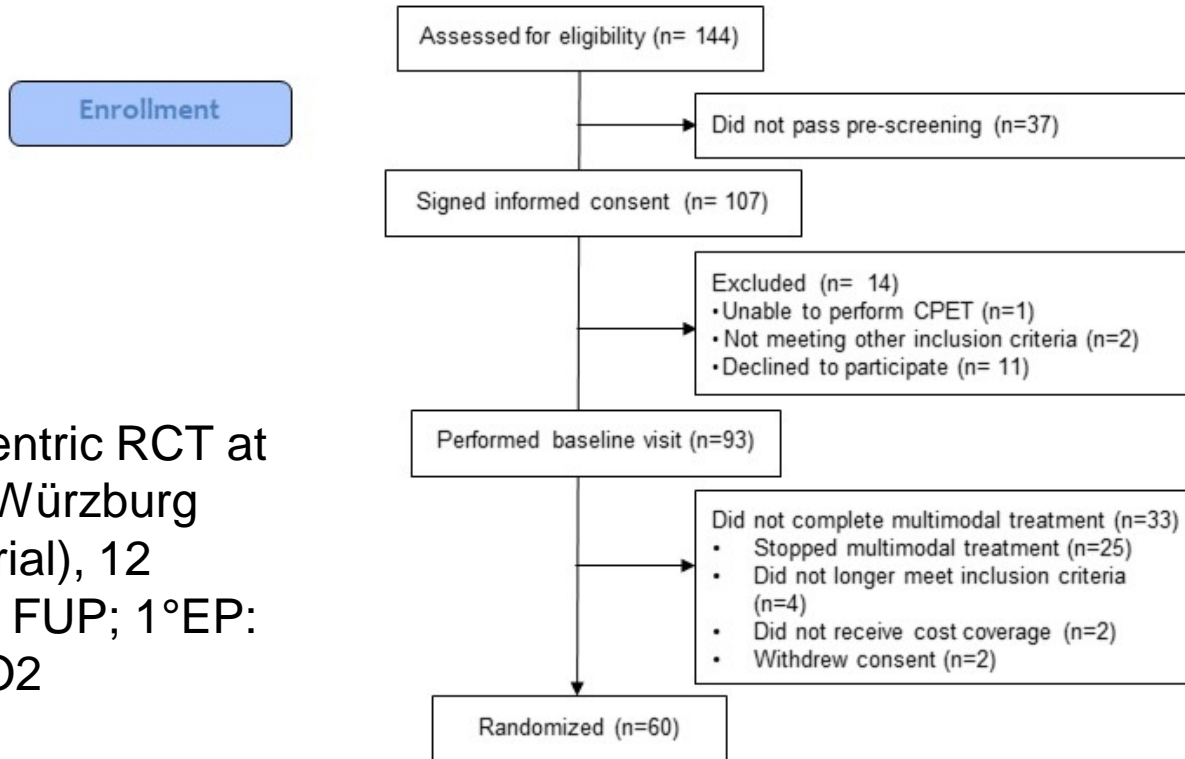 Assessed for eligibility (n= 144)
Enrollment
Did not pass pre-screening (n=37)
Signed informed consent (n= 107)
Excluded (n= 14)
•Unable to perform CPET (n=1)
•Not meeting other inclusion criteria (n=2)
•Declined to participate (n= 11)
Performed baseline visit (n=93)
Did not complete multimodal treatment (n=33)
• Stopped multimodal treatment (n=25)
• Did not longer meet inclusion criteria
(n=4)
• Did not receive cost coverage (n=2)
• Withdrew consent (n=2)
Randomized (n=60)
entric RCT at
Würzburg
rial), 12
FUP; 1°EP:
O2